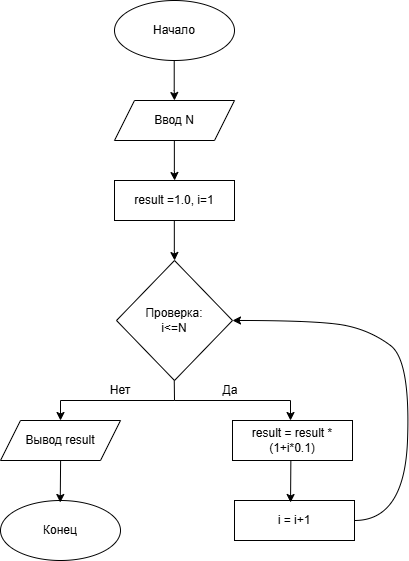 Начало
Ввод N
result =1.0, i=1
Проверка:
i<=N
Нет
Да
Вывод result
result = result *
(1+i*0.1)
Конец
i = i+1